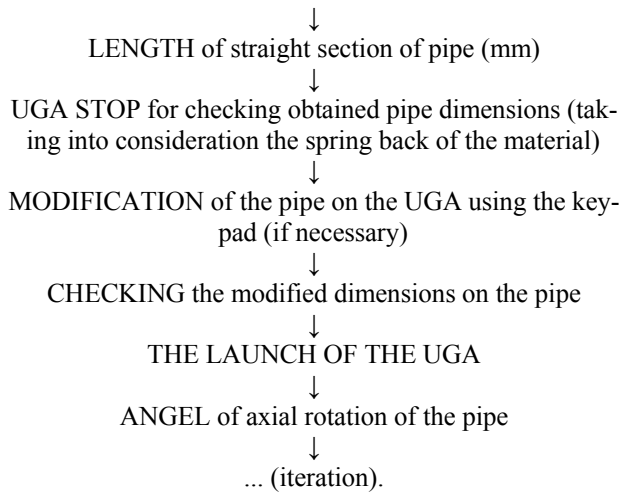 ↓
LENGTH of straight section of pipe (mm)
↓
UGA STOP for checking obtained pipe dimensions (tak-
ing into consideration the spring back of the material)
↓
MODIFICATION of the pipe on the UGA using the key-
pad (if necessary)
↓
CHECKING the modified dimensions on the pipe
↓
THE LAUNCH OF THE UGA
↓
ANGEL of axial rotation of the pipe
↓
... (iteration).